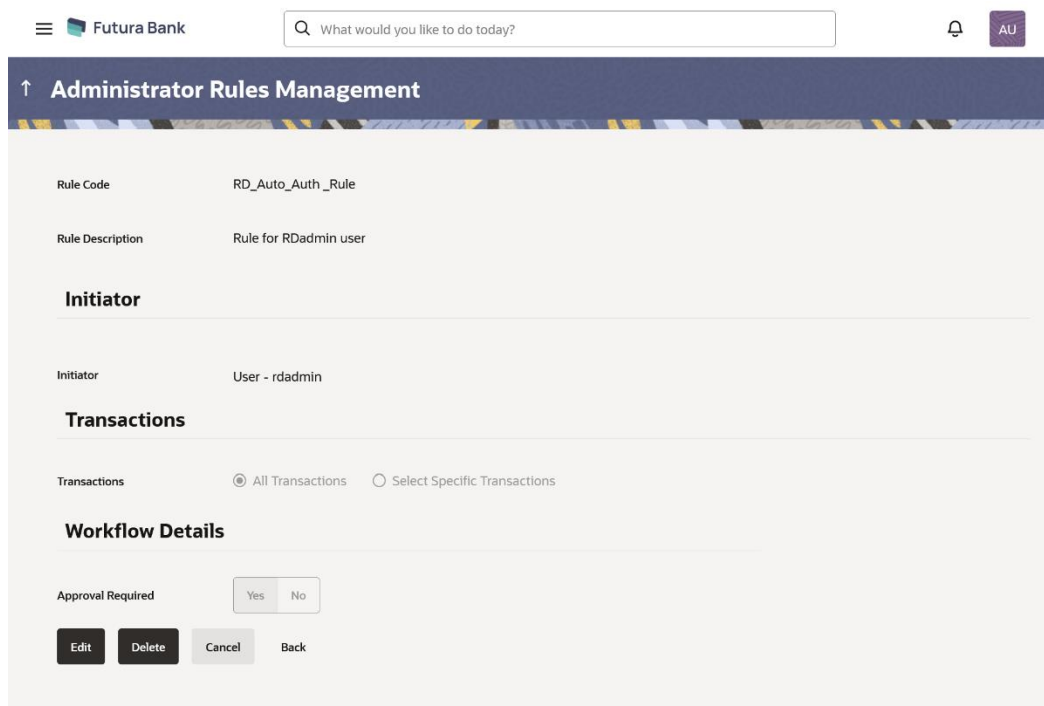 Futura Bank
What would you like to do today?
AU
↑ Administrator Rules Management
Rule Code RD_Auto_Auth _Rule
Rule Description Rule for RDadmin user
Initiator
Initiator User - rdadmin
Transactions
Transactions All Transactions Select Specific Transactions
Workflow Details
Approval Required Yes No
Edit Delete Cancel Back